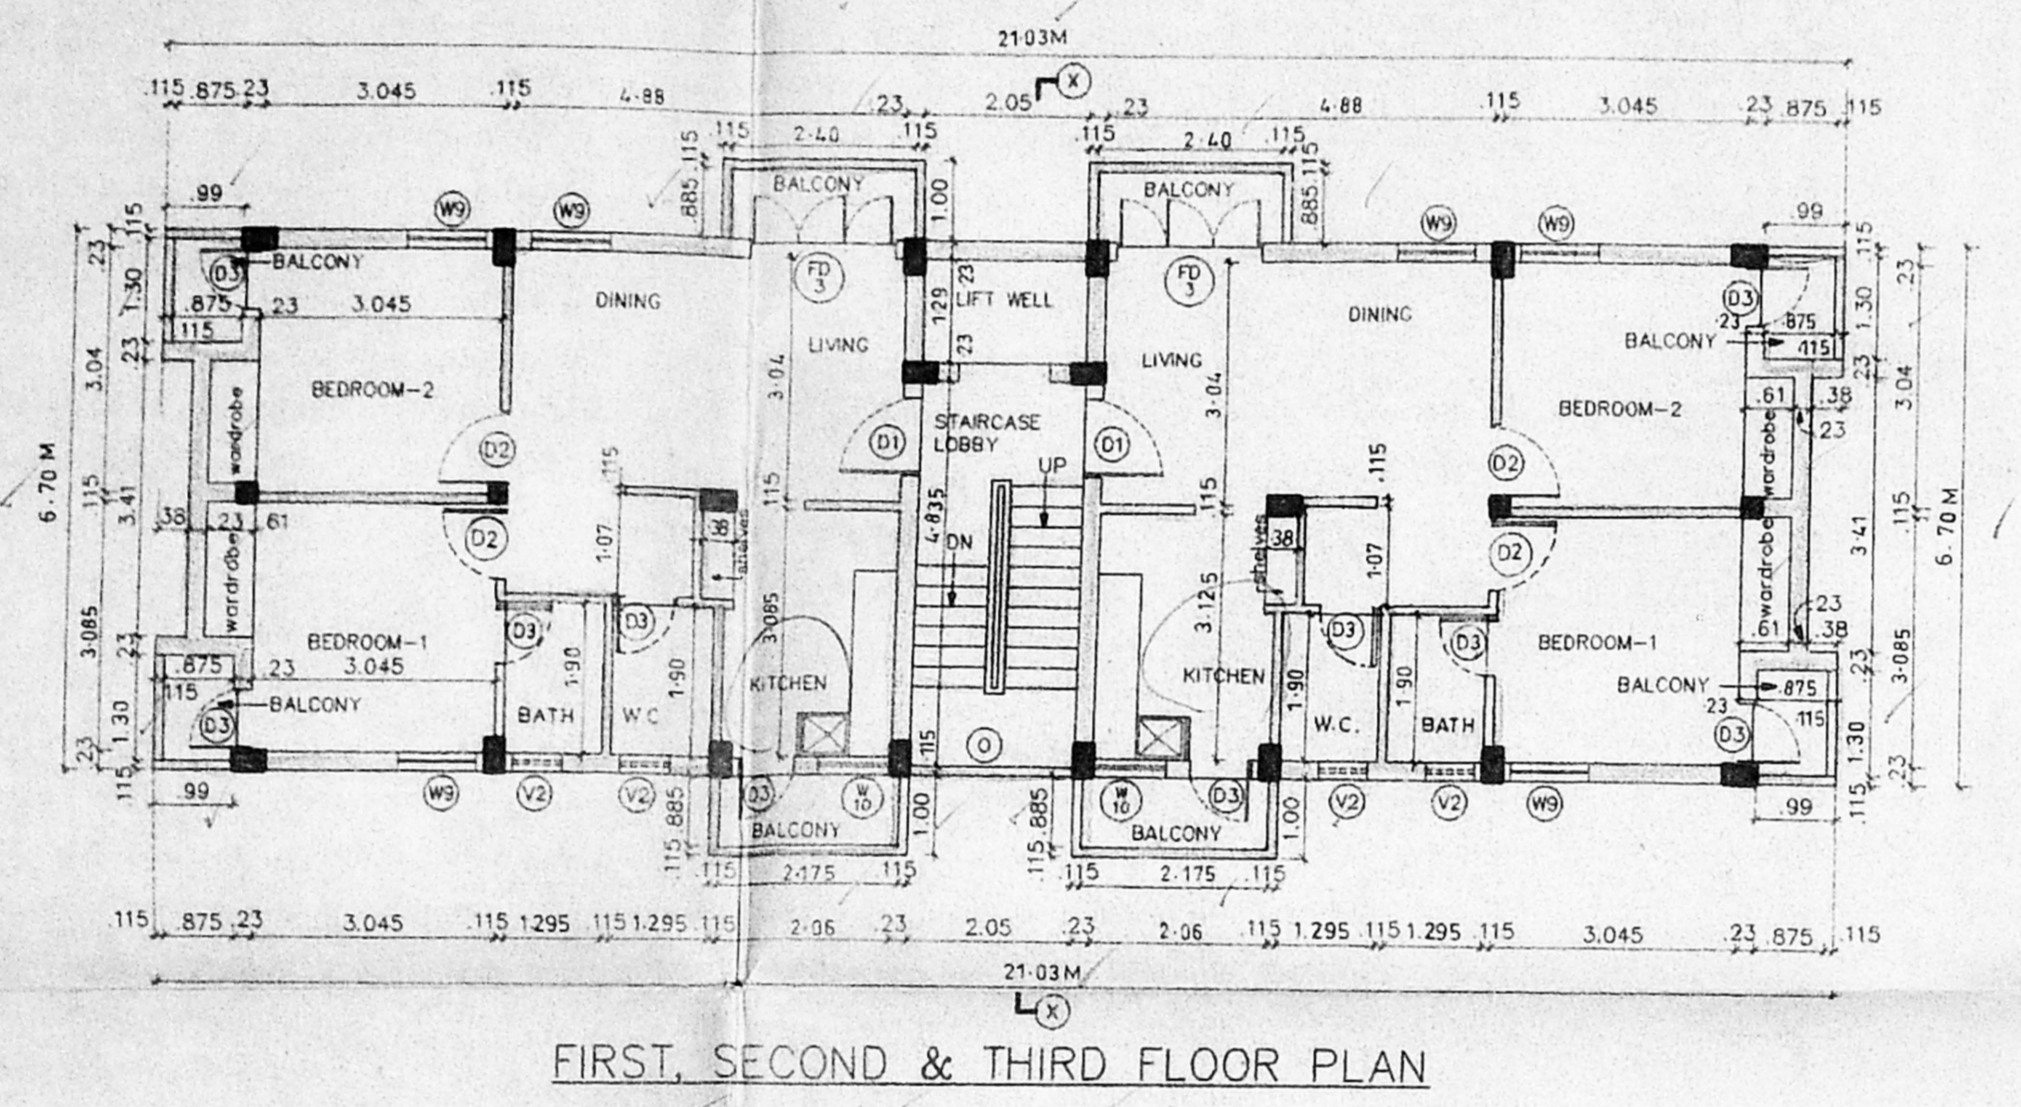 21.03M
.115 .875 .23 3.045 .115 4.88 .23 2.05 X .23 4.88 .115 3.045 .23 .875 .115
.115 2.40 .115 .115 2.40 .115
.885 .115 1.00 .885 .115
BALCONY BALCONY
.99 W9 W9 W9 W9 .99
.115 .23 1.30 .23 3.04 .115 3.41 3.085 .23 1.30 .23 .115
6.70 M
D3 BALCONY
.875 .23 3.045
.115
DINING FD 3 LIFT WELL FD 3 DINING D3
.23 1.29 .23
LIVING LIVING
BALCONY .23 .875
.115
BEDROOM-2 3.04 3.04 BEDROOM-2
.61 .38
.23
wardrobe wardrobe
STAIRCASE
LOBBY
D2 D1 D1 D2
UP
.115 .115 .115 .115
.38 .23 .61
wardrobe wardrobe
D2 1.07 .38 shelves 4.835 DN shelves .38 1.07 D2
3.085 3.125
.23
.61 .38
BEDROOM-1 D3 D3 D3 D3 BEDROOM-1
.875 .23 3.045
.115
1.90 1.90 KITCHEN KITCHEN 1.90 1.90
BALCONY .875
.23 .115
BALCONY
D3 BATH W.C O W.C. BATH D3
.115
W9 V2 V2 D3 W 10 W 10 D3 V2 V2 W9
.99 .99
.115 .885 BALCONY 1.00 .115 .885 BALCONY 1.00
.115 2.175 .115 .115 2.175 .115
.115 .23 1.30 .23 3.04 .115 3.41 3.085 .23 1.30 .23 .115
6.70 M
.115 .875 .23 3.045 .115 1.295 .115 1.295 .115 2.06 .23 2.05 .23 2.06 .115 1.295 .115 1.295 .115 3.045 .23 .875 .115
21.03M
X
FIRST, SECOND & THIRD FLOOR PLAN